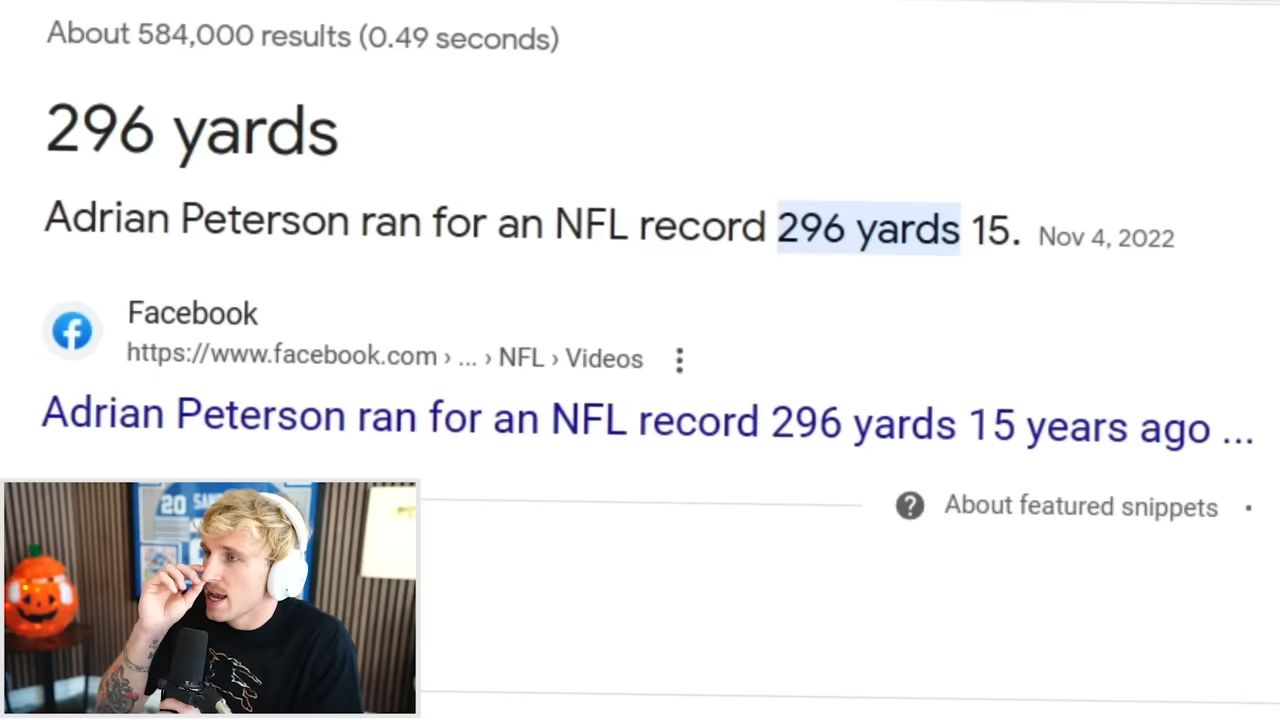 About 584,000 results (0.49 seconds)
296 yards
Adrian Peterson ran for an NFL record 296 yards 15. Nov 4, 2022
Facebook
https://www.facebook.com › ... › NFL › Videos
Adrian Peterson ran for an NFL record 296 yards 15 years ago ...
About featured snippets •
20